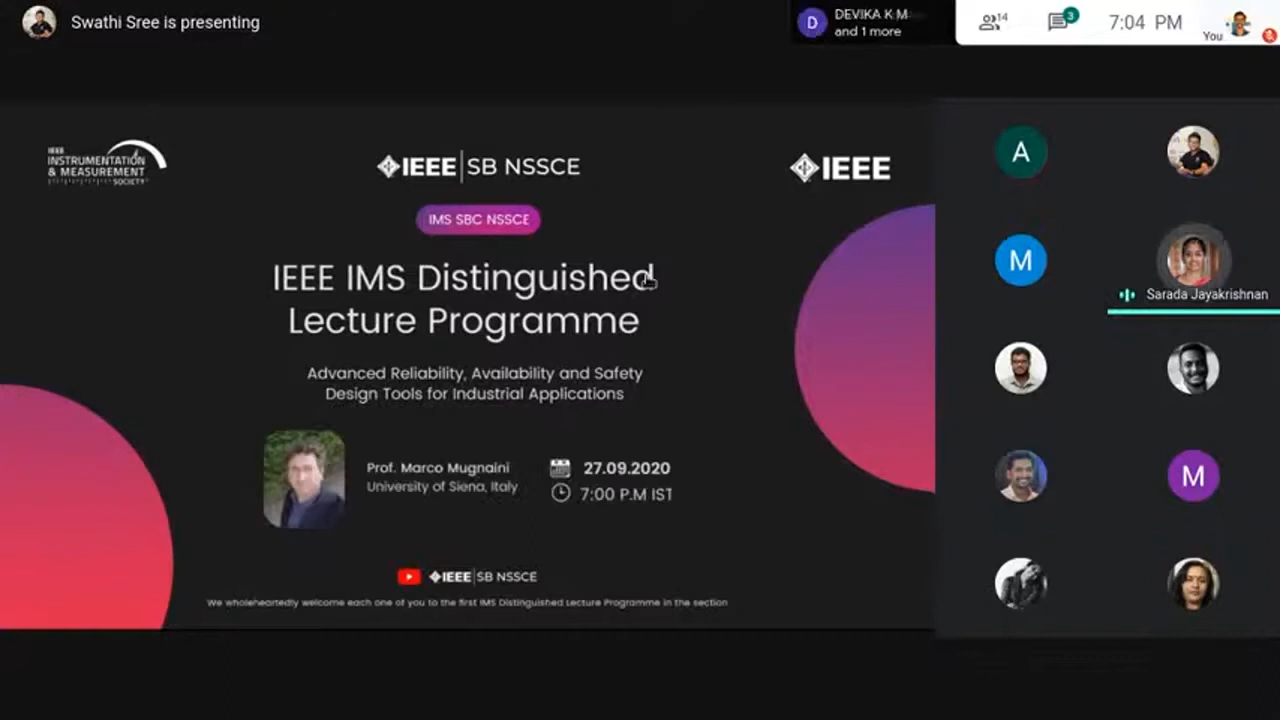 Swathi Sree is presenting
D
DEVIKA K M
and 1 more
14
3
7:04 PM
You
IEEE
INSTRUMENTATION
& MEASUREMENT
SOCIETY
IEEE SB NSSCE
IEEE
IMS SBC NSSCE
IEEE IMS Distinguished
Lecture Programme
Advanced Reliability, Availability and Safety
Design Tools for Industrial Applications
Prof. Marco Mugnaini
University of Siena, Italy
27.09.2020
7:00 P.M IST
IEEE SB NSSCE
We wholeheartedly welcome each one of you to the first IMS Distinguished Lecture Programme in the section
A
M
Sarada Jayakrishnan
M